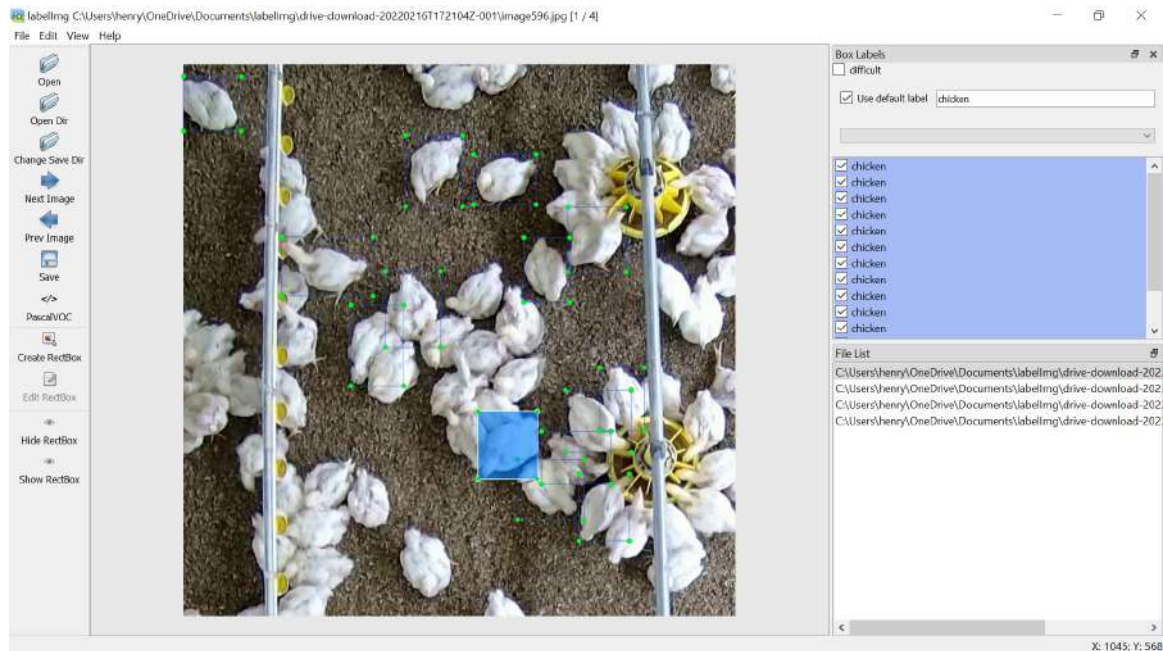 labelImg C:\Users\henry\OneDrive\Documents\labelImg\drive-download-20220216T172104Z-001\image596.jpg [1 / 4]
File Edit View Help
Open
Open Dir
Change Save Dir
Next Image
Prev Image
Save
</>
PascalVOC
Create RectBox
Edit RectBox
Hide RectBox
Show RectBox
Box Labels
difficult
Use default label chicken
chicken
chicken
chicken
chicken
chicken
chicken
chicken
chicken
chicken
chicken
chicken
File List
C:\Users\henry\OneDrive\Documents\labelImg\drive-download-202
C:\Users\henry\OneDrive\Documents\labelImg\drive-download-202
C:\Users\henry\OneDrive\Documents\labelImg\drive-download-202
C:\Users\henry\OneDrive\Documents\labelImg\drive-download-202
X: 1045; Y: 568